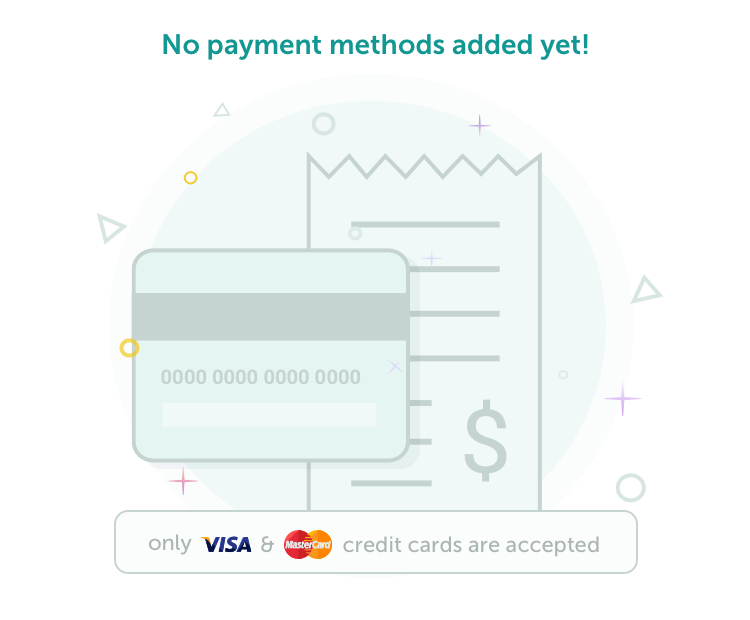 No payment methods added yet!
0000 0000 0000 0000
$
only VISA & MasterCard credit cards are accepted